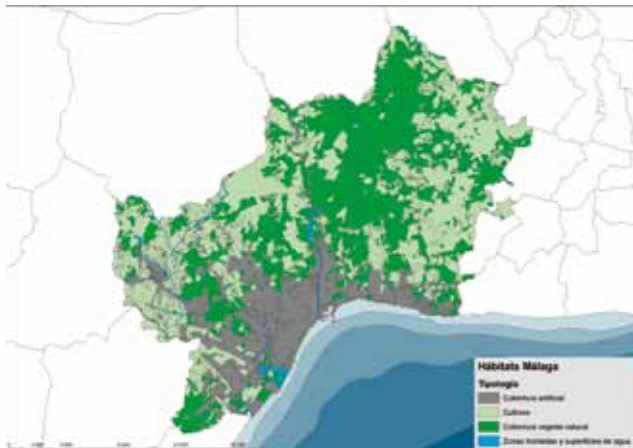 Hábitats Málaga
Tipología
Cobertura artificial
Cultivos
Cobertura vegetal natural
Zonas húmedas y superficies de agua